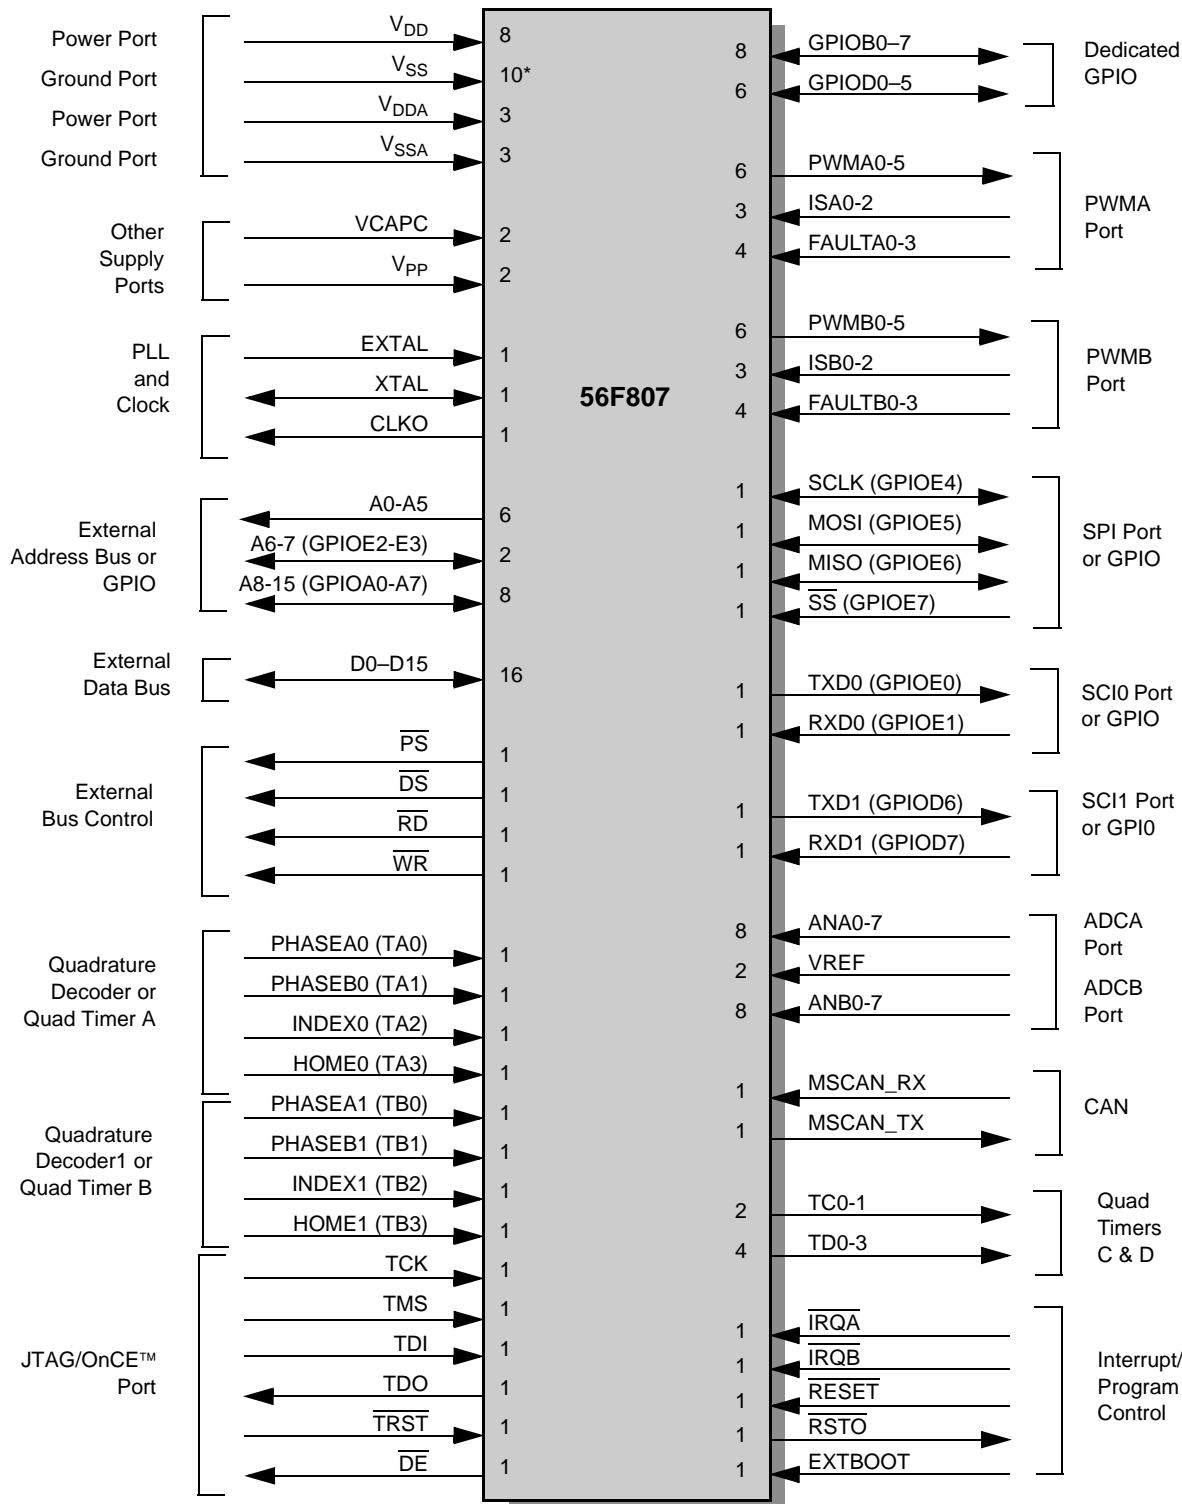 Power Port
V_DD
8
Ground Port
V_SS
10*
Power Port
V_DDA
3
Ground Port
V_SSA
3
Other
Supply
Ports
VCAPC
2
V_PP
2
PLL
and
Clock
EXTAL
1
XTAL
1
CLKO
1
External
Address Bus or
GPIO
A0-A5
6
A6-7 (GPIOE2-E3)
2
A8-15 (GPIOA0-A7)
8
External
Data Bus
D0–D15
16
External
Bus Control
PS
1
DS
1
RD
1
WR
1
Quadrature
Decoder or
Quad Timer A
PHASEA0 (TA0)
1
PHASEB0 (TA1)
1
INDEX0 (TA2)
1
HOME0 (TA3)
1
Quadrature
Decoder1 or
Quad Timer B
PHASEA1 (TB0)
1
PHASEB1 (TB1)
1
INDEX1 (TB2)
1
HOME1 (TB3)
1
JTAG/OnCE™
Port
TCK
1
TMS
1
TDI
1
TDO
1
TRST
1
DE
1
56F807
8
GPIOB0–7
6
GPIOD0–5
Dedicated
GPIO
6
PWMA0-5
3
ISA0-2
4
FAULTA0-3
PWMA
Port
6
PWMB0-5
3
ISB0-2
4
FAULTB0-3
PWMB
Port
1
SCLK (GPIOE4)
1
MOSI (GPIOE5)
1
MISO (GPIOE6)
1
SS (GPIOE7)
SPI Port
or GPIO
1
TXD0 (GPIOE0)
1
RXD0 (GPIOE1)
SCI0 Port
or GPIO
1
TXD1 (GPIOD6)
1
RXD1 (GPIOD7)
SCI1 Port
or GPI0
8
ANA0-7
2
VREF
8
ANB0-7
ADCA
Port
ADCB
Port
1
MSCAN_RX
1
MSCAN_TX
CAN
2
TC0-1
4
TD0-3
Quad
Timers
C & D
1
IRQA
1
IRQB
1
RESET
1
RSTO
1
EXTBOOT
Interrupt/
Program
Control